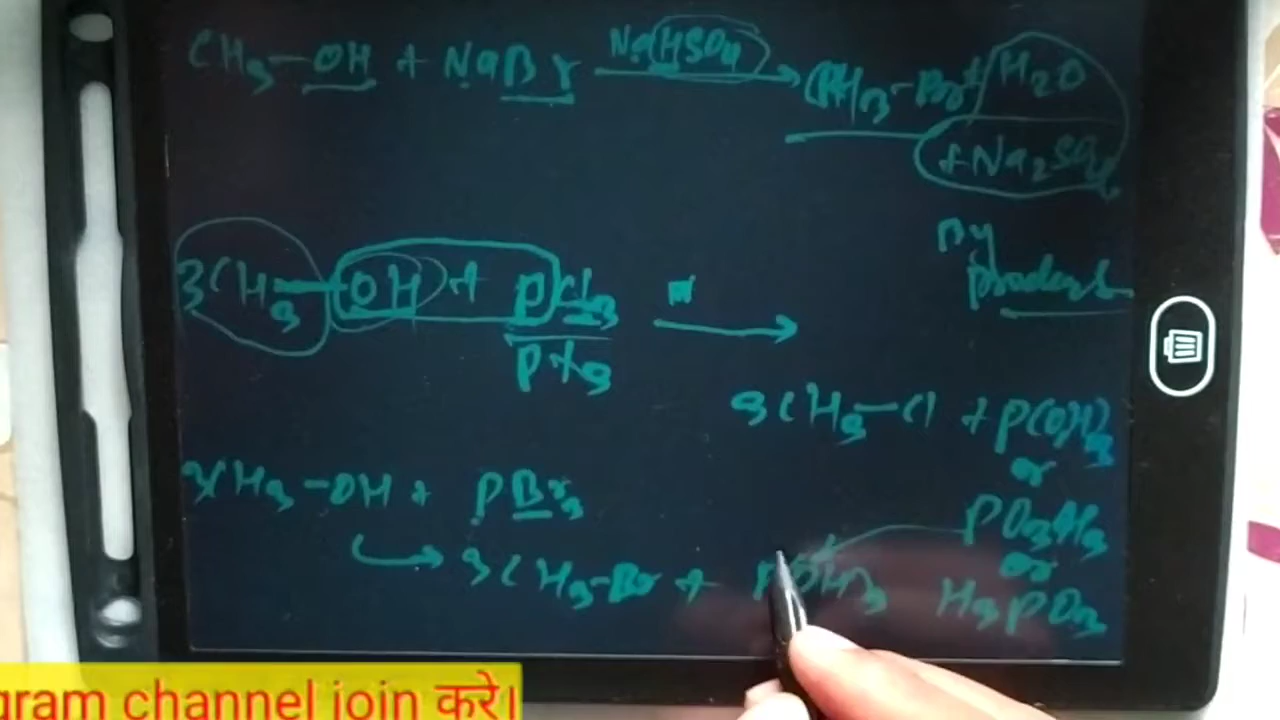 CH3-OH + NaBr NaHSO4 → CH3-Br + H2O
+ Na2SO4
By
product
3CH3-OH + PCl3 →
PX3
3CH3-Cl + P(OH)3
or
3CH3-OH + PBr3
PO3H3
or
→ 3CH3-Br + P(OH)3
H3PO3
gram channel join करे।